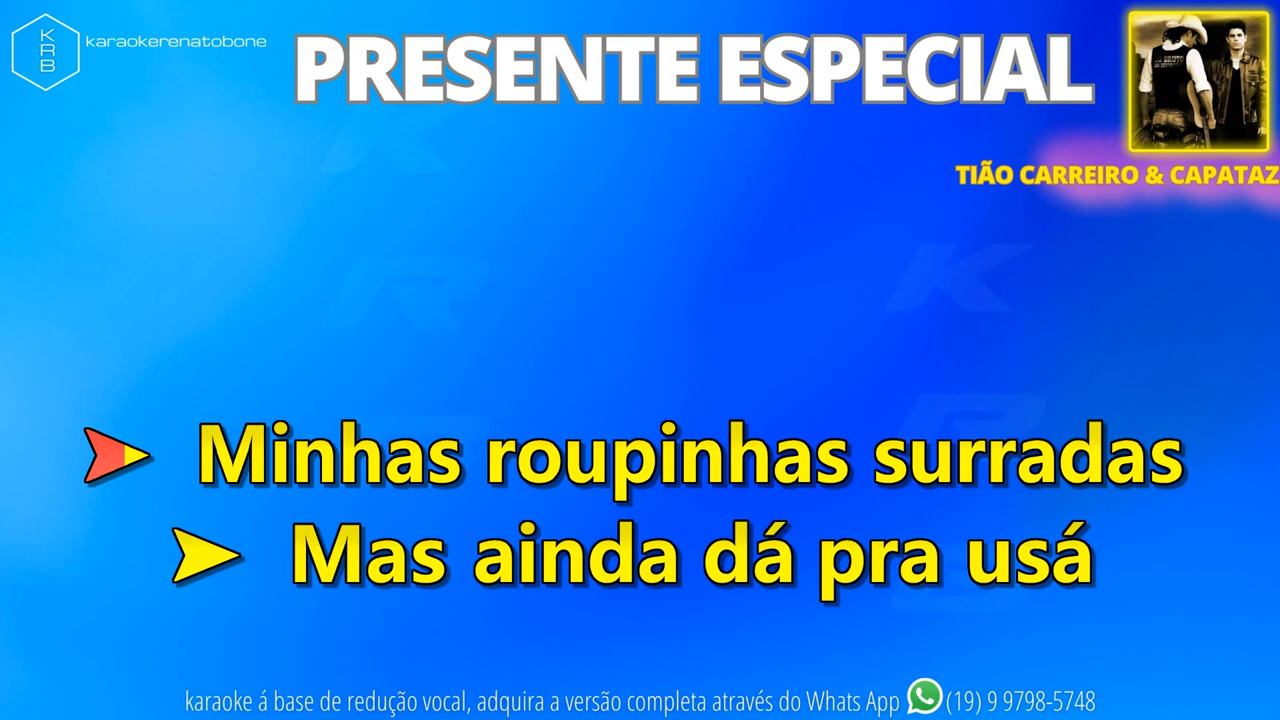 KRB
karaokerenatobone
PRESENTE ESPECIAL
TIÃO CARREIRO & CAPATAZ
Minhas roupinhas surradas
Mas ainda dá pra usá
karaoke á base de redução vocal, adquira a versão completa através do Whats App (19) 9 9798-5748